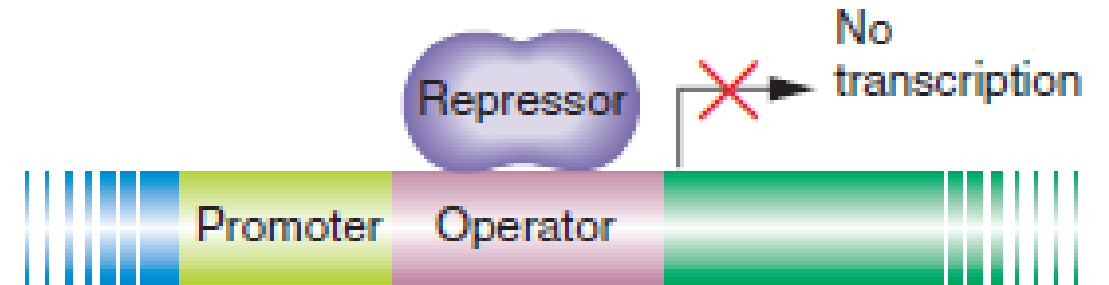 No
transcription
Repressor
Promoter
Operator